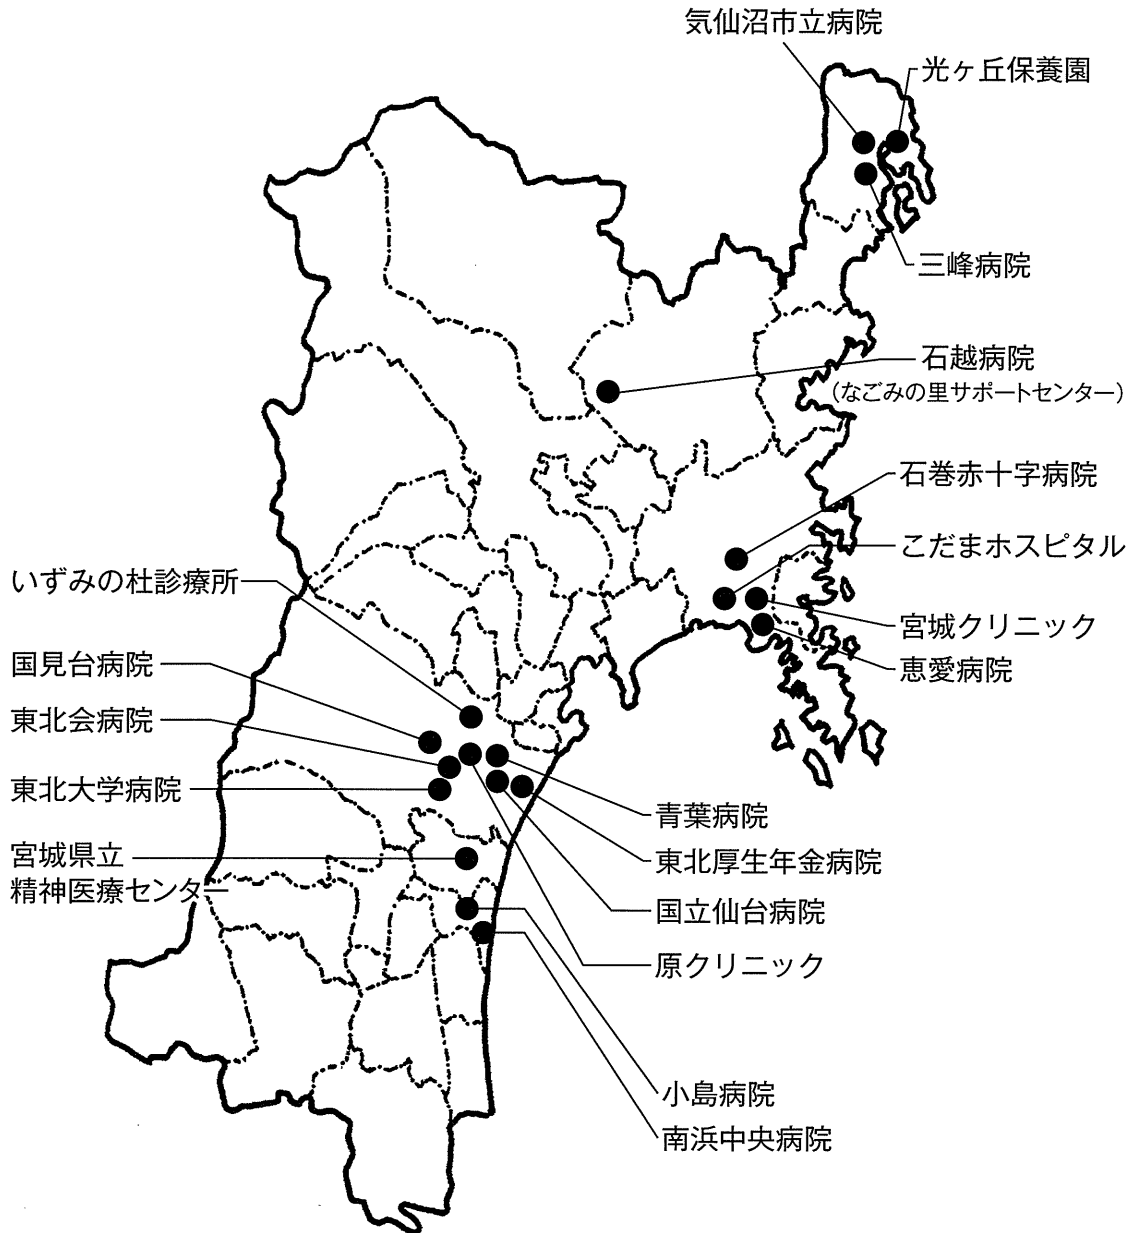 気仙沼市立病院
光ヶ丘保養園
三峰病院
石越病院
（なごみの里サポートセンター）
石巻赤十字病院
こだまホスピタル
宮城クリニック
恵愛病院
いずみの杜診療所
国見台病院
東北会病院
東北大学病院
宮城県立
精神医療センター
青葉病院
東北厚生年金病院
国立仙台病院
原クリニック
小島病院
南浜中央病院